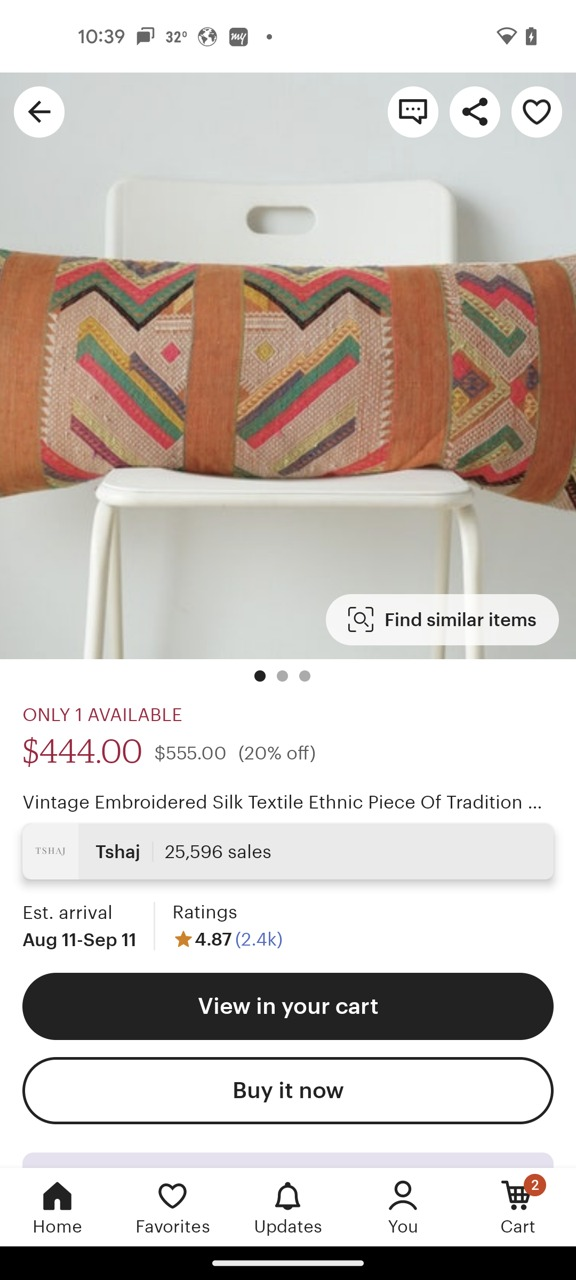 10:39 32° my
Find similar items
ONLY 1 AVAILABLE
$444.00 $555.00 (20% off)
Vintage Embroidered Silk Textile Ethnic Piece Of Tradition ...
TSHAJ Tshaj 25,596 sales
Est. arrival Ratings
Aug 11-Sep 11 4.87 (2.4k)
View in your cart
Buy it now
2
Home Favorites Updates You Cart